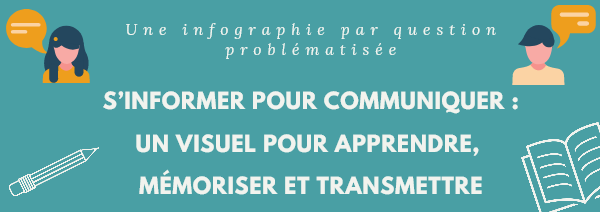 Une infographie par question
problématisée
S'INFORMER POUR COMMUNIQUER :
UN VISUEL POUR APPRENDRE,
MÉMORISER ET TRANSMETTRE